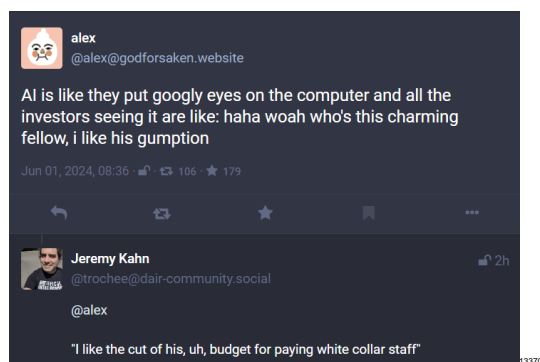 alex
@alex@godforsaken.website
AI is like they put googly eyes on the computer and all the
investors seeing it are like: haha woah who's this charming
fellow, i like his gumption
Jun 01, 2024, 08:36 · 106 · 179
Jeremy Kahn
2h
@trochee@dair-community.social
@alex
"I like the cut of his, uh, budget for paying white collar staff"